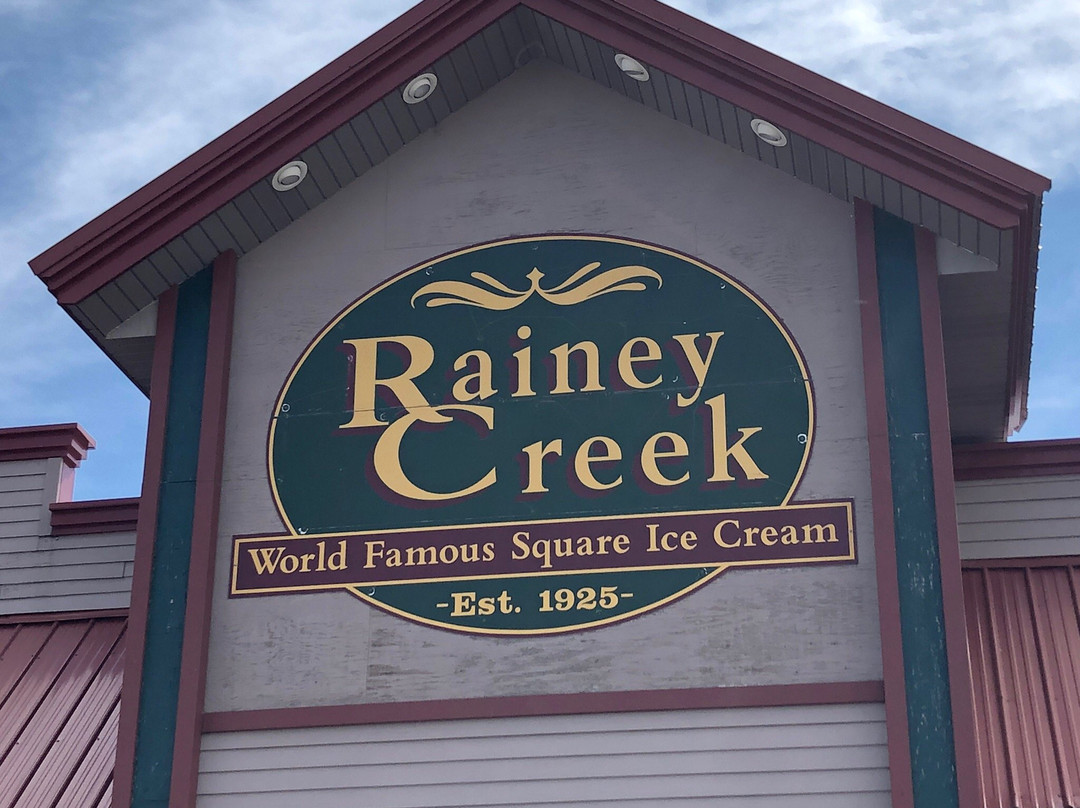 Rainey
Creek
World Famous Square Ice Cream
-Est. 1925-